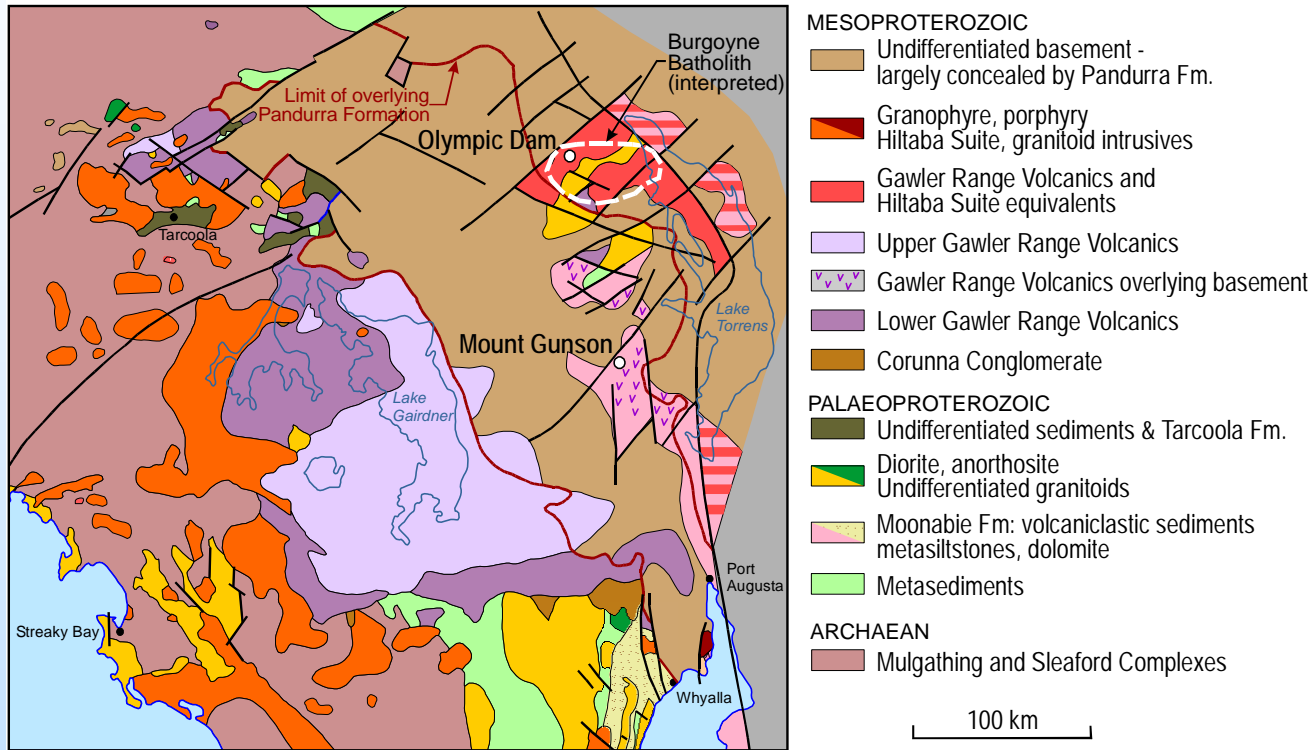 Burgoyne
Batholith
(interpreted)
Limit of overlying
Pandurra Formation
Olympic Dam
Tarcoola
Lake
Torrens
Mount Gunson
Lake
Gairdner
Port
Augusta
Streaky Bay
Whyalla
MESOPROTEROZOIC
Undifferentiated basement -
largely concealed by Pandurra Fm.
Granophyre, porphyry
Hiltaba Suite, granitoid intrusives
Gawler Range Volcanics and
Hiltaba Suite equivalents
Upper Gawler Range Volcanics
Gawler Range Volcanics overlying basement
Lower Gawler Range Volcanics
Corunna Conglomerate
PALAEOPROTEROZOIC
Undifferentiated sediments & Tarcoola Fm.
Diorite, anorthosite
Undifferentiated granitoids
Moonabie Fm: volcaniclastic sediments
metasiltstones, dolomite
Metasediments
ARCHAEAN
Mulgathing and Sleaford Complexes
100 km